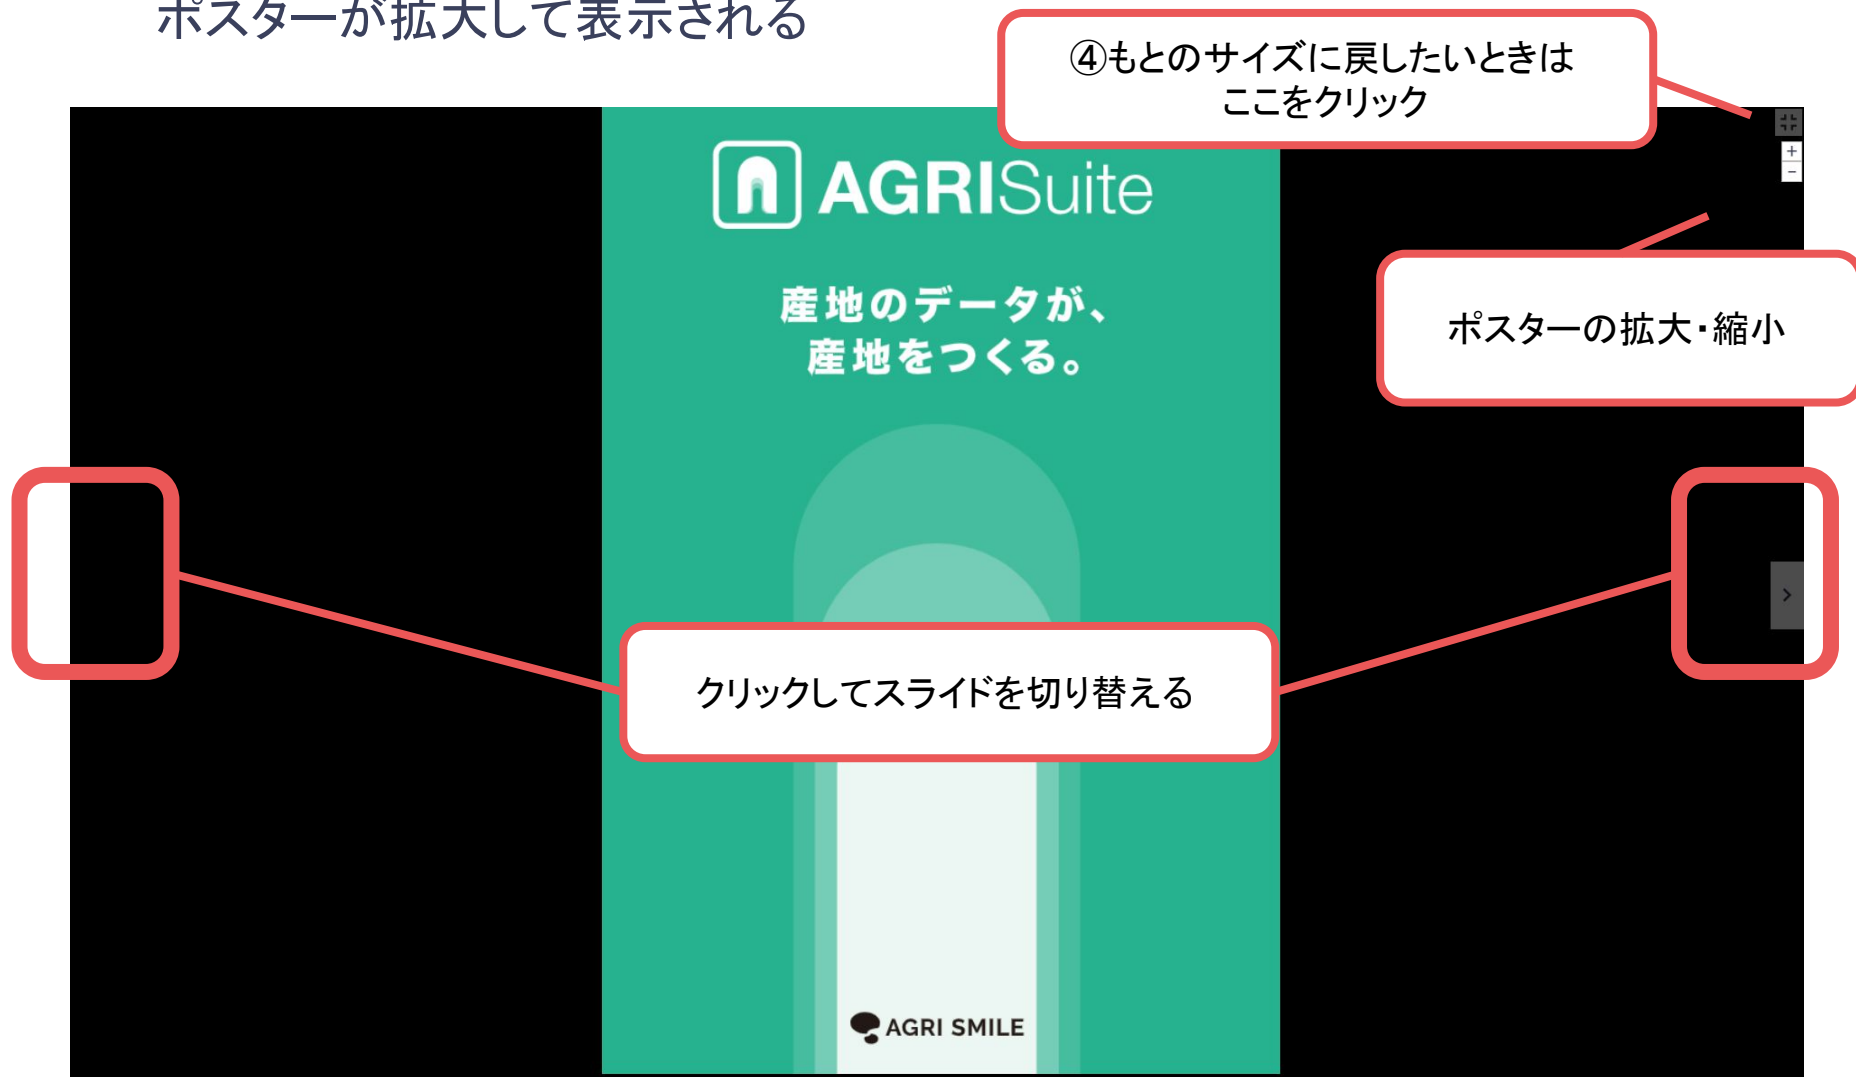 ポスターが拡大して表示される
④もとのサイズに戻したいときは
ここをクリック
AGRISuite
+
-
産地のデータが、
産地をつくる。
ポスターの拡大・縮小
>
クリックしてスライドを切り替える
AGRI SMILE